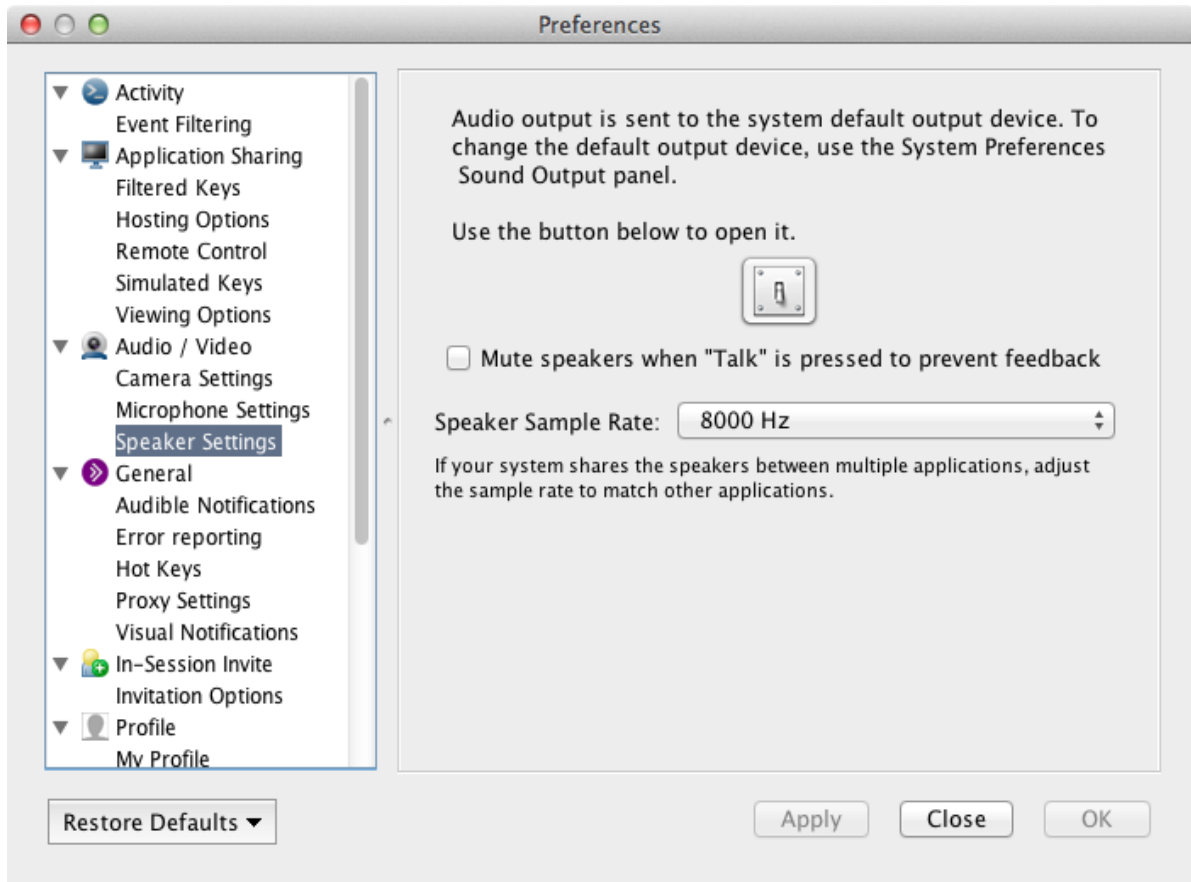 Preferences
Activity
Event Filtering
Application Sharing
Filtered Keys
Hosting Options
Remote Control
Simulated Keys
Viewing Options
Audio / Video
Camera Settings
Microphone Settings
Speaker Settings
General
Audible Notifications
Error reporting
Hot Keys
Proxy Settings
Visual Notifications
In-Session Invite
Invitation Options
Profile
My Profile
Audio output is sent to the system default output device. To
change the default output device, use the System Preferences
Sound Output panel.
Use the button below to open it.
Mute speakers when "Talk" is pressed to prevent feedback
Speaker Sample Rate: 8000 Hz
If your system shares the speakers between multiple applications, adjust
the sample rate to match other applications.
Restore Defaults Apply Close OK